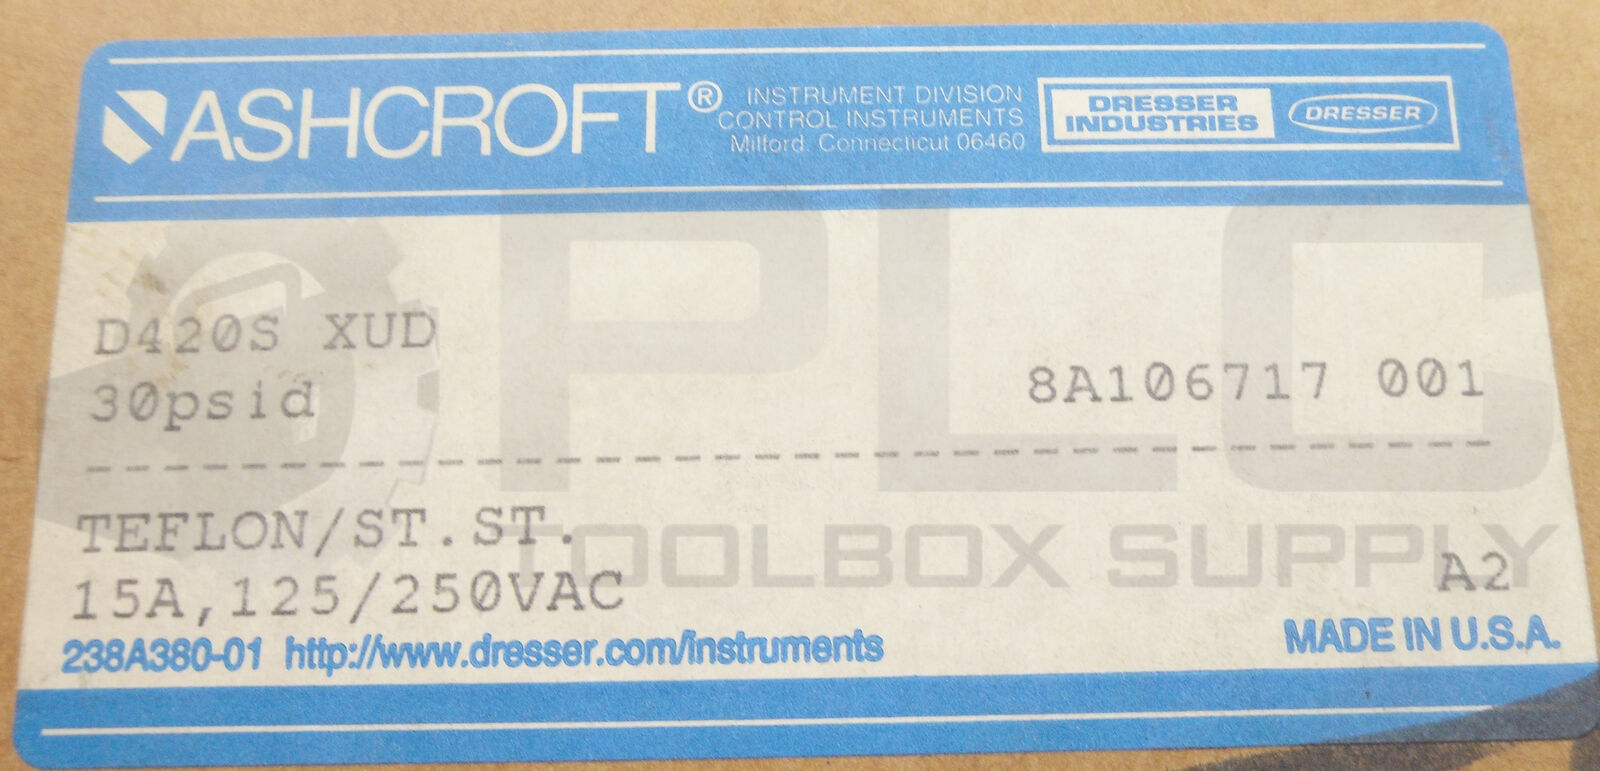 ASHCROFT®
INSTRUMENT DIVISION
CONTROL INSTRUMENTS
Milford, Connecticut 06460
DRESSER
INDUSTRIES
DRESSER
D420S XUD
30psid
8A106717 001
TEFLON/ST.ST.
15A,125/250VAC
A2
238A380-01 http://www.dresser.com/instruments
MADE IN U.S.A.
PLC
TOOLBOX SUPPLY